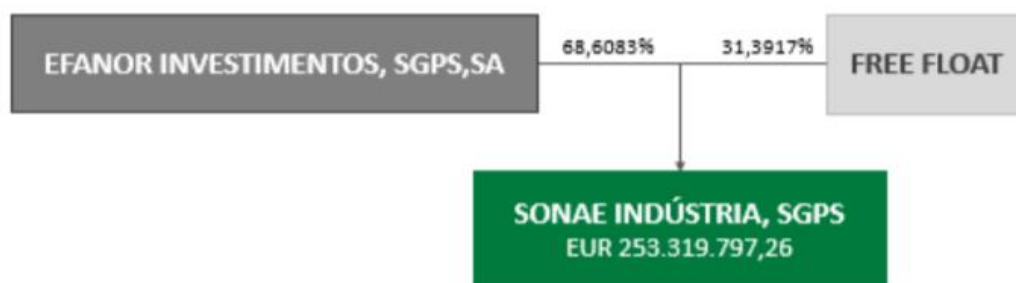 EFANOR INVESTIMENTOS, SGPS,SA
68,6083%
31,3917%
FREE FLOAT
SONAE INDÚSTRIA, SGPS
EUR 253.319.797,26